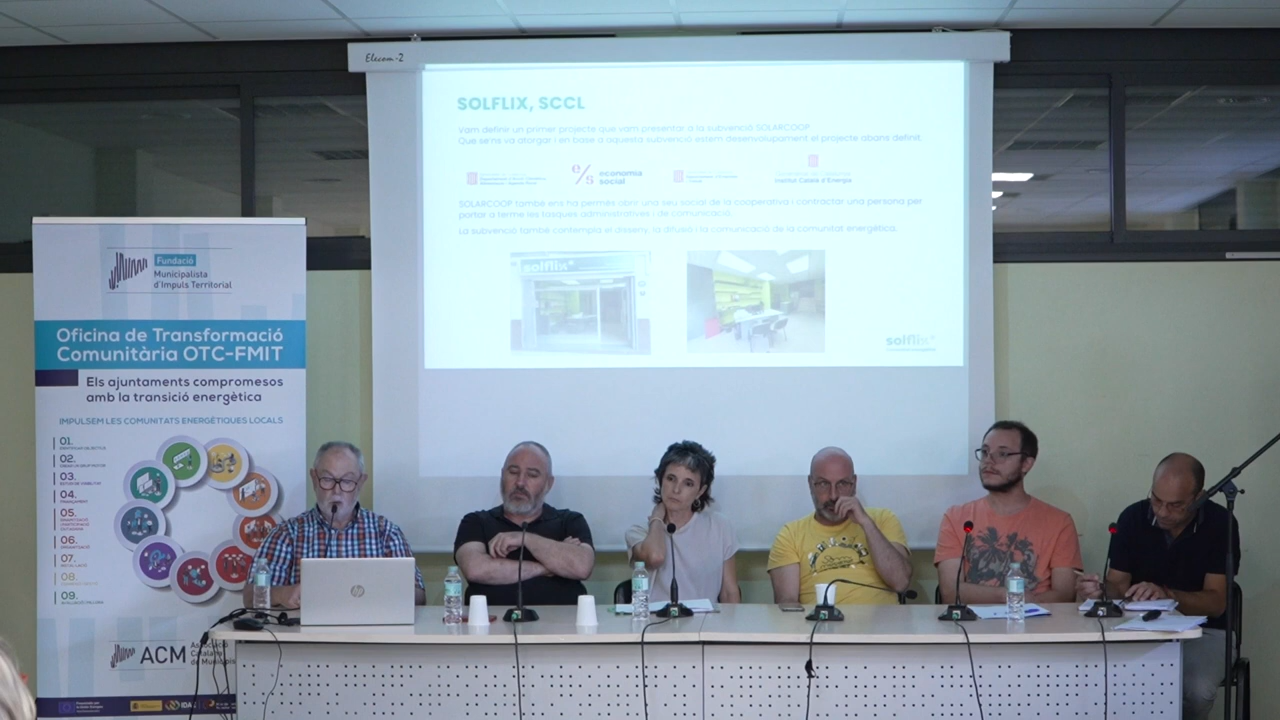 Elecom-2
SOLFLIX, SCCL
Vam definir un primer projecte que vam presentar a la subvenció SOLARCOOP.
Que se'ns va atorgar i en base a aquesta subvenció estem desenvolupament el projecte abans definit.
economia
social
Institut Català d'Energia
SOLARCOOP també ens ha permés obrir una seu social de la cooperativa i contractar una persona per
portar a terme les tasques administratives i de comunicació.
La subvenció també contempla el disseny, la difusió i la comunicació de la comunitat energètica.
solflix
solflix
Fundació
Municipalista
d'Impuls Territorial
Oficina de Transformació
Comunitària OTC-FMIT
Els ajuntaments compromesos
amb la transició energètica
IMPULSEM LES COMUNITATS ENERGÈTIQUES LOCALS
01.
02.
03.
04.
05.
06.
07.
08.
09.
ACM
hp